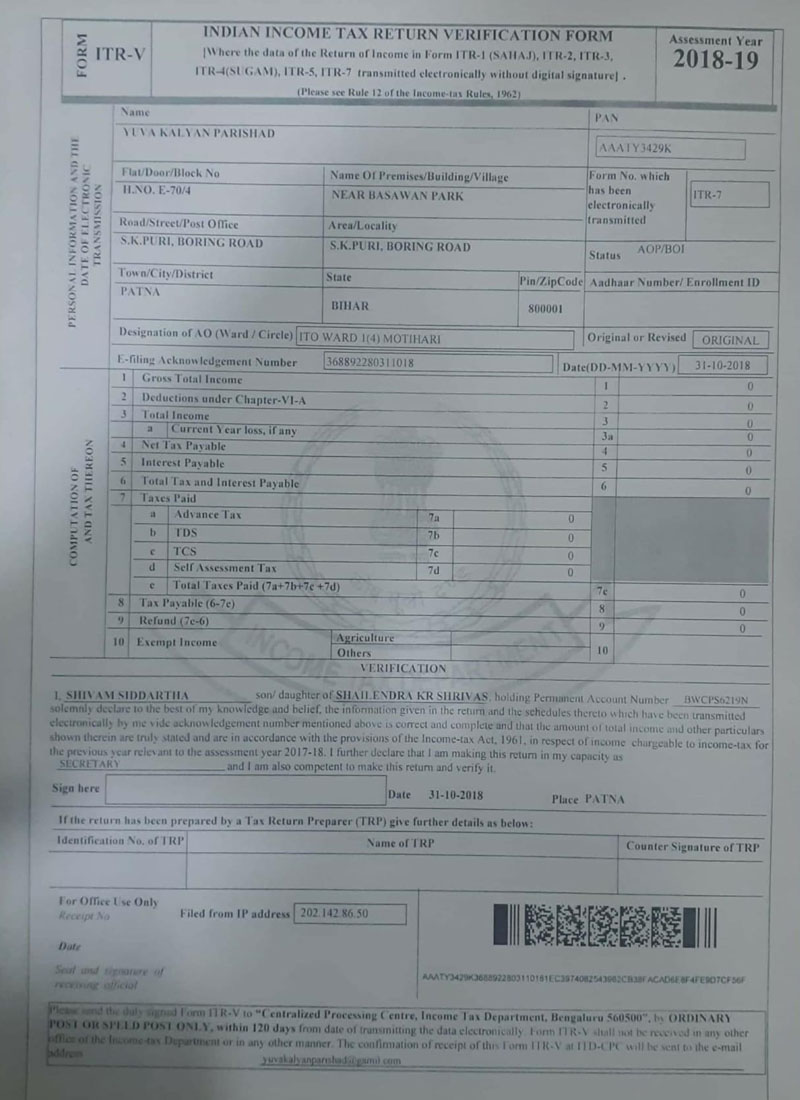 FORM ITR-V
INDIAN INCOME TAX RETURN VERIFICATION FORM
[Where the data of the Return of Income in Form ITR-1 (SAHAJ), ITR-2, ITR-3,
ITR-4(SUGAM), ITR-5, ITR-7 transmitted electronically without digital signature] .
(Please see Rule 12 of the Income-tax Rules, 1962)
Assessment Year
2018-19
PERSONAL INFORMATION AND THE
DATE OF ELECTRONIC
TRANSMISSION
Name
YUVA KALYAN PARISHAD
PAN
AAATY3429K
Flat/Door/Block No
H.NO. E-70/4
Name Of Premises/Building/Village
NEAR BASAWAN PARK
Form No. which
has been
electronically
transmitted
ITR-7
Road/Street/Post Office
S.K.PURI, BORING ROAD
Area/Locality
S.K.PURI, BORING ROAD
Status AOP/BOI
Town/City/District
PATNA
State
BIHAR
Pin/ZipCode
800001
Aadhaar Number/ Enrollment ID
Designation of AO (Ward / Circle) ITO WARD 1(4) MOTIHARI
Original or Revised ORIGINAL
E-filing Acknowledgement Number 368892280311018
Date(DD-MM-YYYY) 31-10-2018
COMPUTATION OF
AND TAX THEREON
1 Gross Total Income 1 0
2 Deductions under Chapter-VI-A 2 0
3 Total Income 3 0
a Current Year loss, if any 3a 0
4 Net Tax Payable 4 0
5 Interest Payable 5 0
6 Total Tax and Interest Payable 6 0
7 Taxes Paid
a Advance Tax 7a 0
b TDS 7b 0
c TCS 7c 0
d Self Assessment Tax 7d 0
e Total Taxes Paid (7a+7b+7c +7d) 7e 0
8 Tax Payable (6-7e) 8 0
9 Refund (7e-6) 9 0
10 Exempt Income Agriculture
Others 10
INCOME TAX DEPARTMENT
VERIFICATION
I, SHIVAM SIDDARTHA son/ daughter of SHAILENDRA KR SHRIVAS, holding Permanent Account Number BWCPS6219N
solemnly declare to the best of my knowledge and belief, the information given in the return and the schedules thereto which have been transmitted
electronically by me vide acknowledgement number mentioned above is correct and complete and that the amount of total income and other particulars
shown therein are truly stated and are in accordance with the provisions of the Income-tax Act, 1961, in respect of income chargeable to income-tax for
the previous year relevant to the assessment year 2017-18. I further declare that I am making this return in my capacity as
SECRETARY and I am also competent to make this return and verify it.
Sign here
Date 31-10-2018 Place PATNA
If the return has been prepared by a Tax Return Preparer (TRP) give further details as below:
Identification No. of TRP Name of TRP Counter Signature of TRP
For Office Use Only
Receipt No
Filed from IP address 202.142.86.50
Date
Seal and signature of
receiving official
Please send the duly signed Form ITR-V to "Centralized Processing Centre, Income Tax Department, Bengaluru 560500", by ORDINARY
POST OR SPEED POST ONLY, within 120 days from date of transmitting the data electronically. Form ITR-V shall not be received in any other
office of the Income-tax Department or in any other manner. The confirmation of receipt of this Form ITR-V at ITD-CPC will be sent to the e-mail
address yuvakalyanparishad@gamil.com